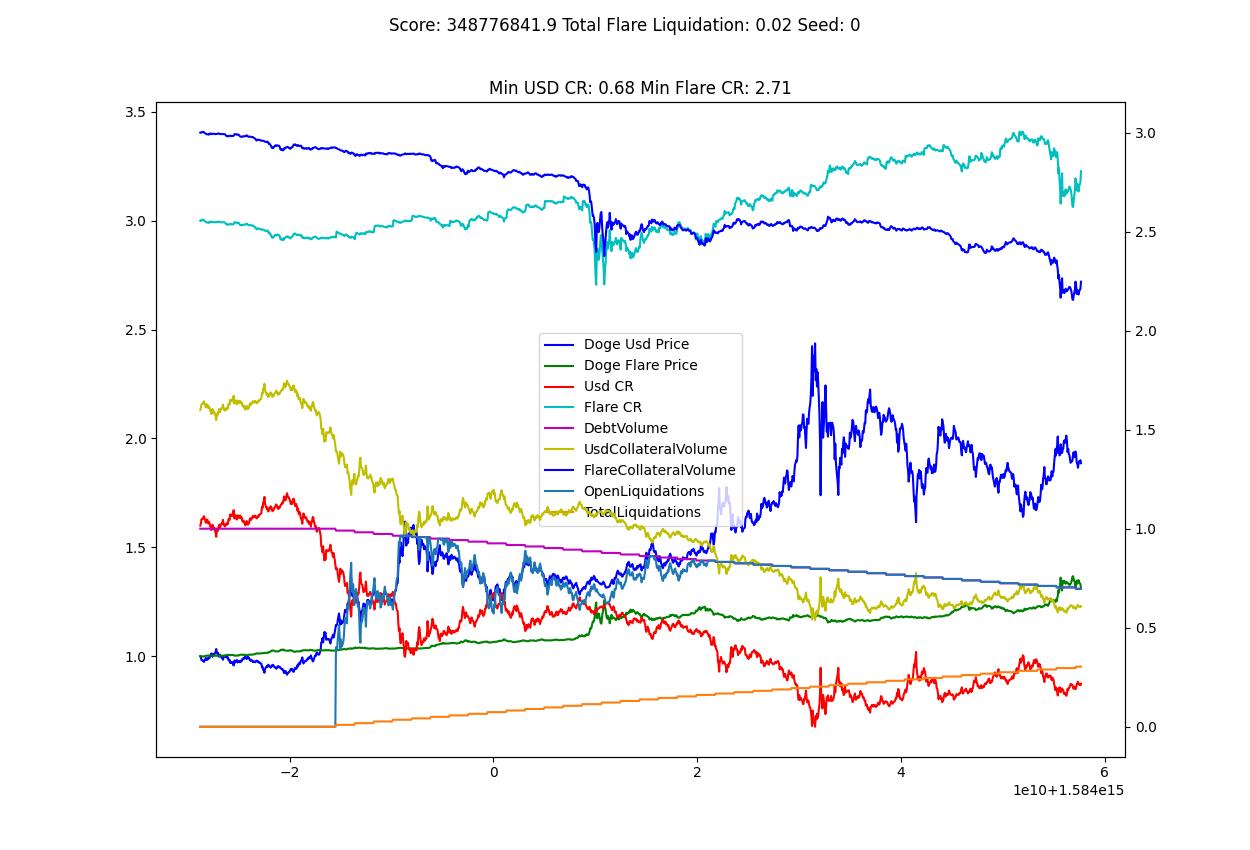 Score: 348776841.9 Total Flare Liquidation: 0.02 Seed: 0
Min USD CR: 0.68 Min Flare CR: 2.71
3.5
3.0
2.5
2.0
1.5
1.0
3.0
2.5
2.0
1.5
1.0
0.5
0.0
Doge Usd Price
Doge Flare Price
Usd CR
Flare CR
DebtVolume
UsdCollateralVolume
FlareCollateralVolume
OpenLiquidations
TotalLiquidations
−2 0 2 4 6
1e10+1.584e15